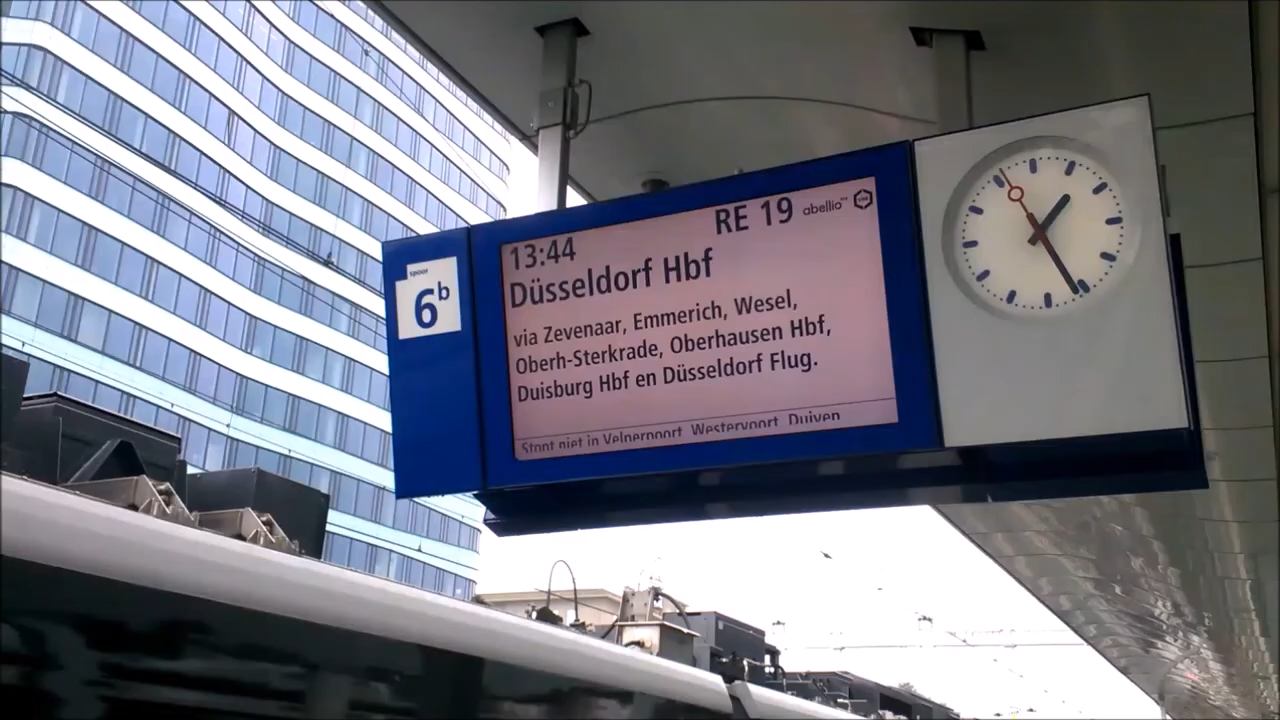 spoor
6b
13:44
RE 19 abellio
Düsseldorf Hbf
via Zevenaar, Emmerich, Wesel,
Oberh-Sterkrade, Oberhausen Hbf,
Duisburg Hbf en Düsseldorf Flug.
Stopt niet in Velperpoort, Westervoort, Duiven